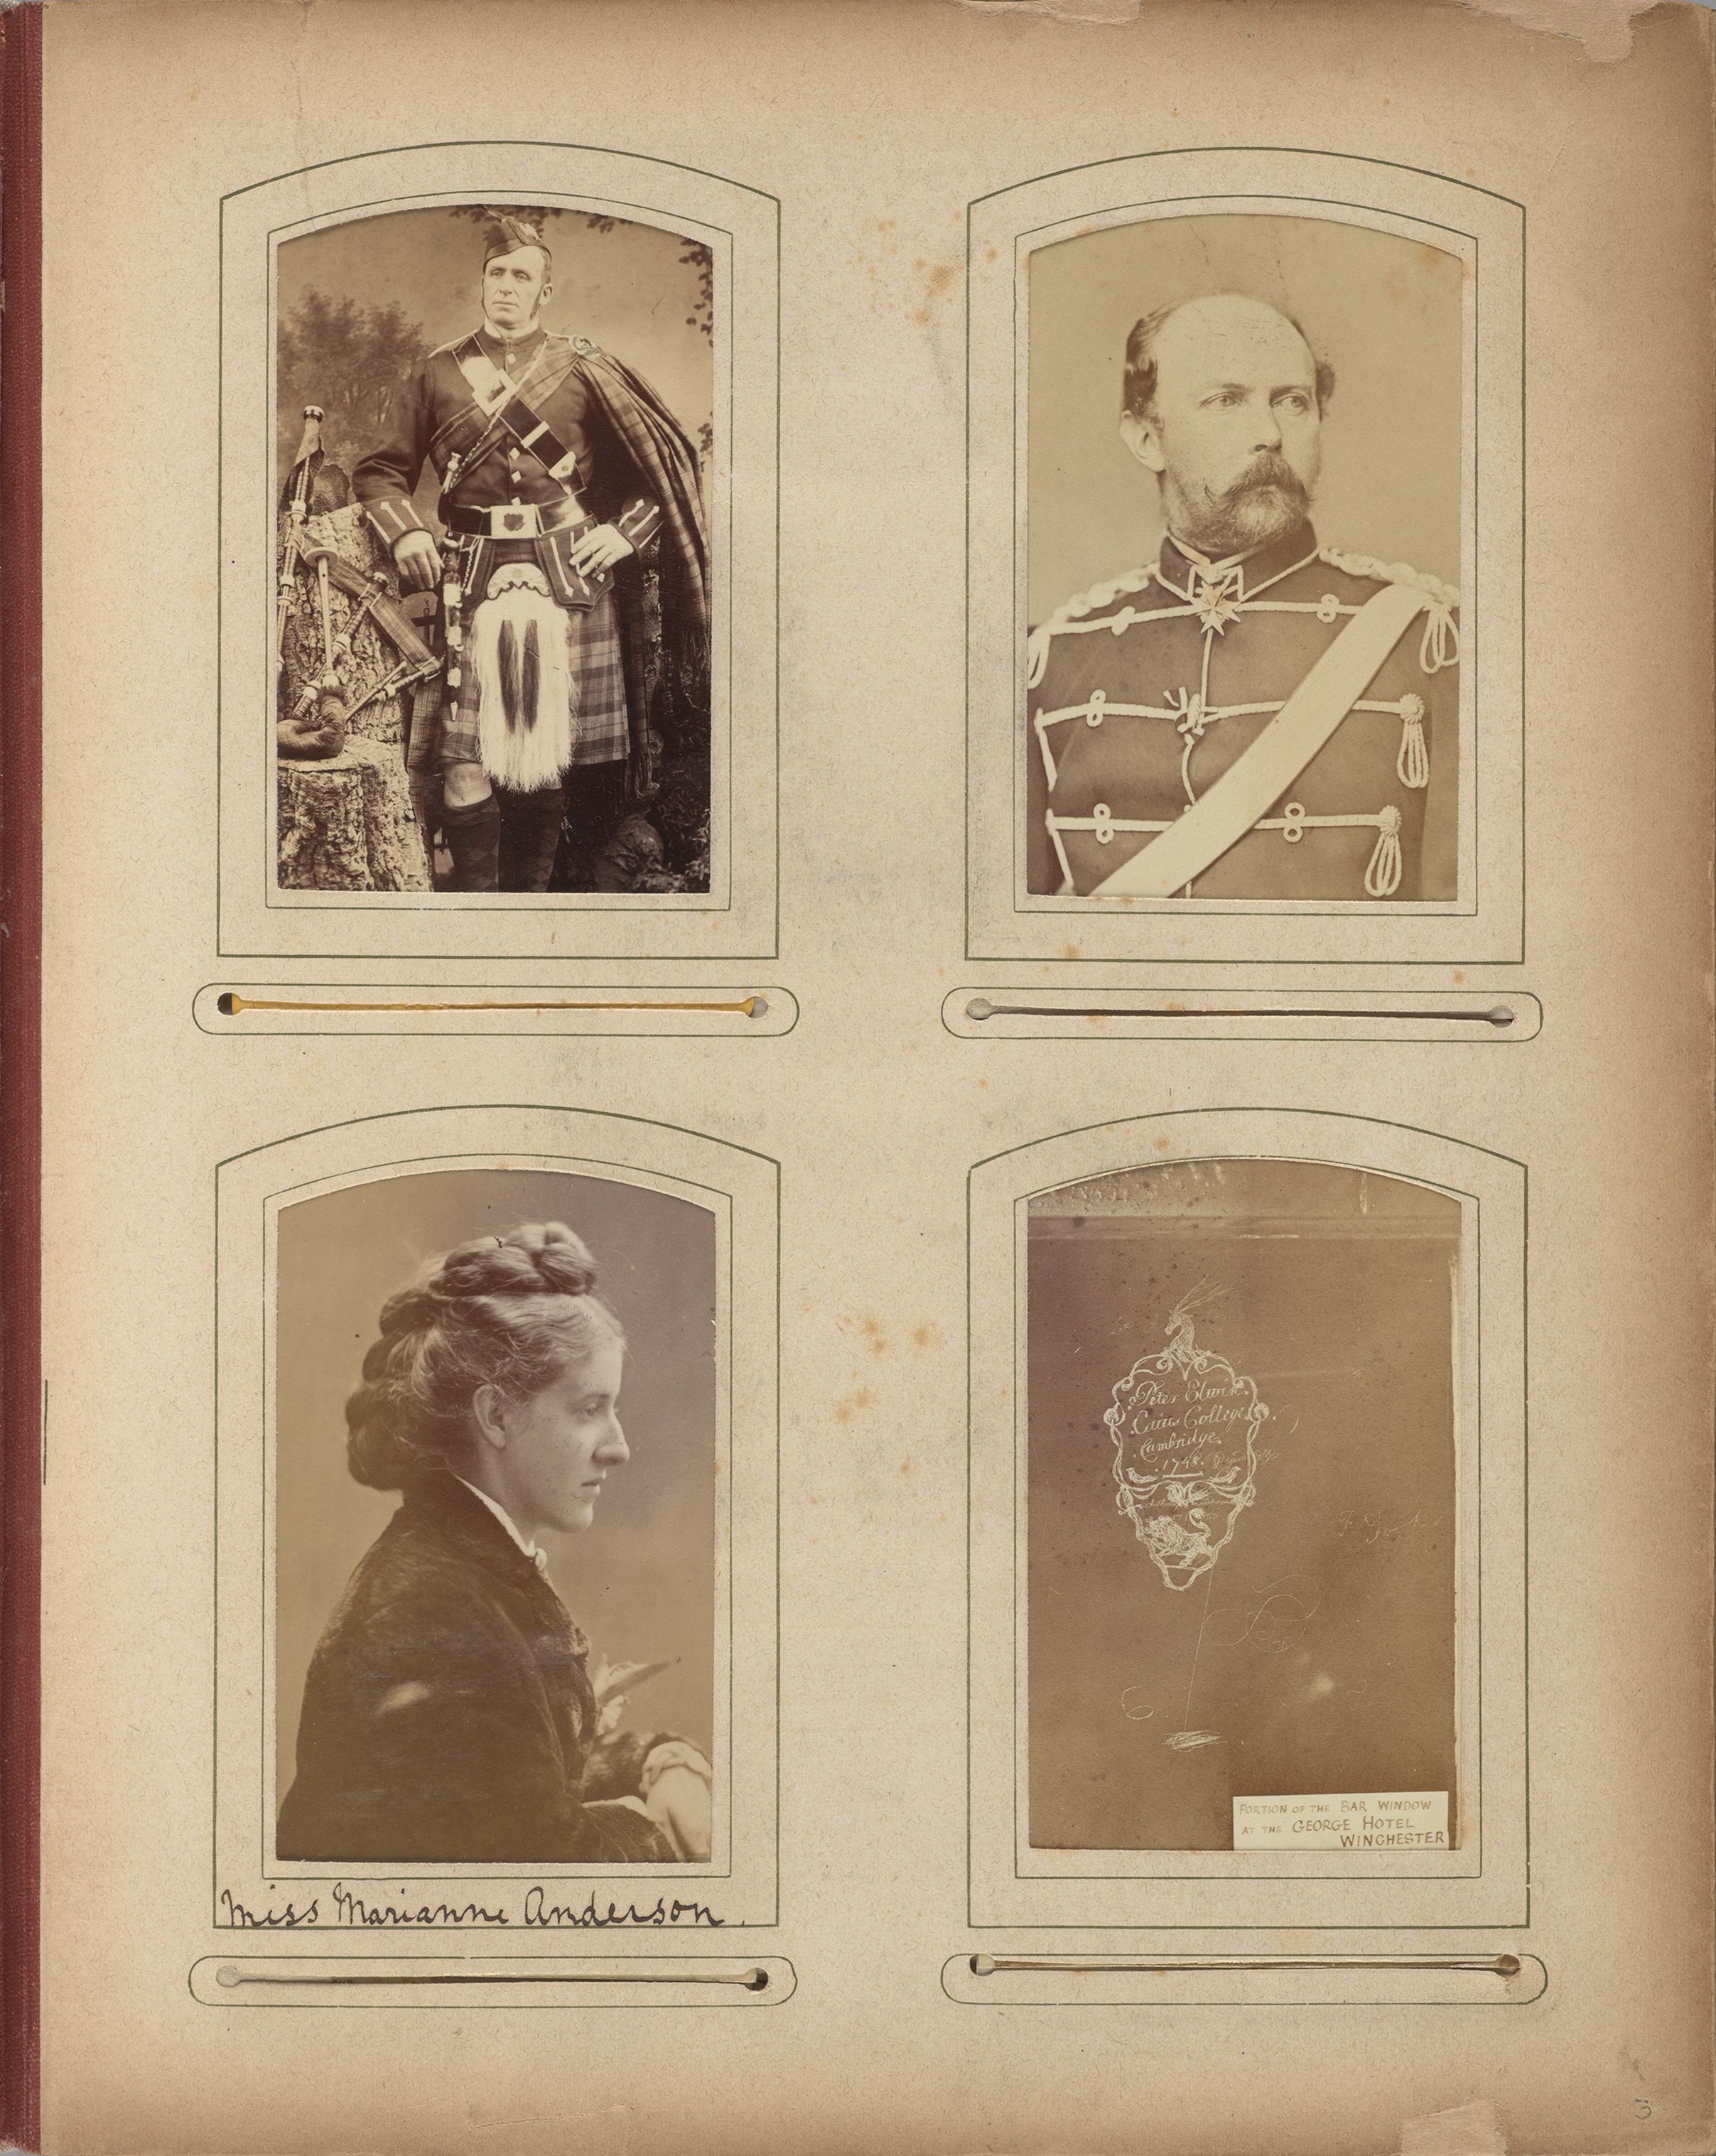 Miss Marianne Anderson.
Peter Elwin.
Caius College
Cambridge.
.1748.
PORTION OF THE BAR WINDOW
AT THE GEORGE HOTEL
WINCHESTER
3